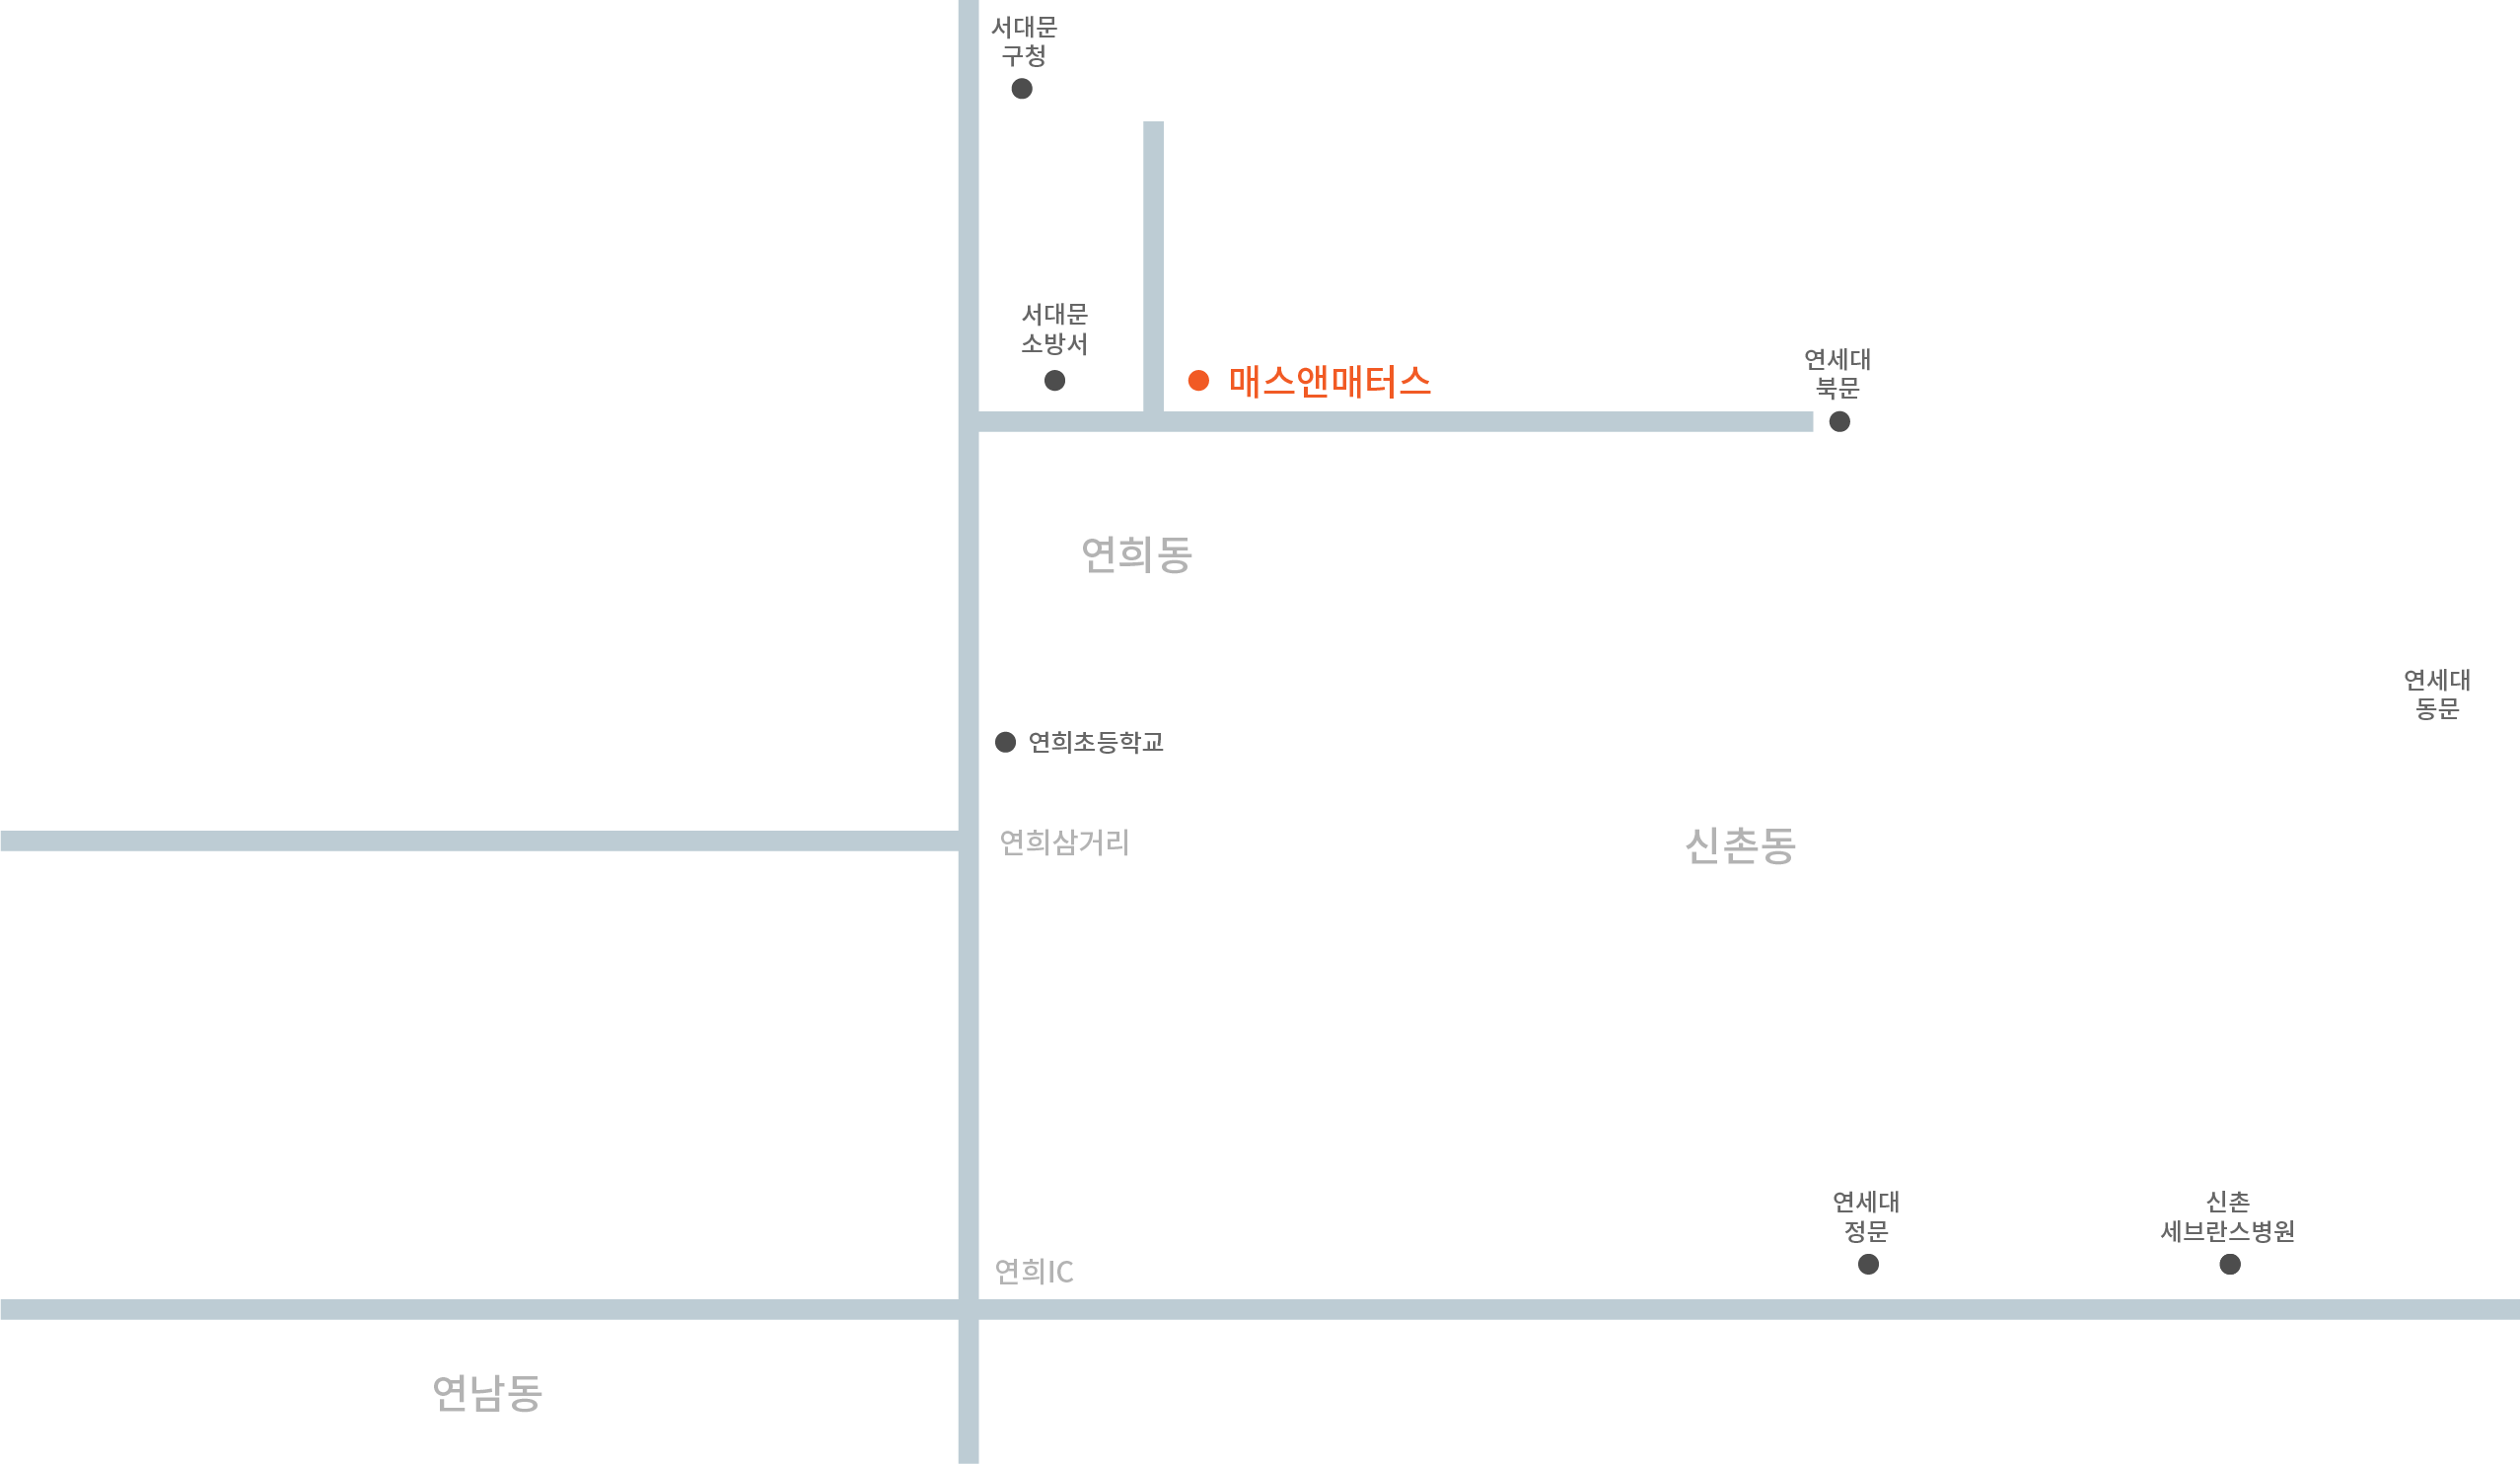 서대문
구청
서대문
소방서
매스앤매터스
연세대
북문
연희동
연세대
동문
연희초등학교
연희삼거리
신촌동
연세대
정문
신촌
세브란스병원
연희IC
연남동